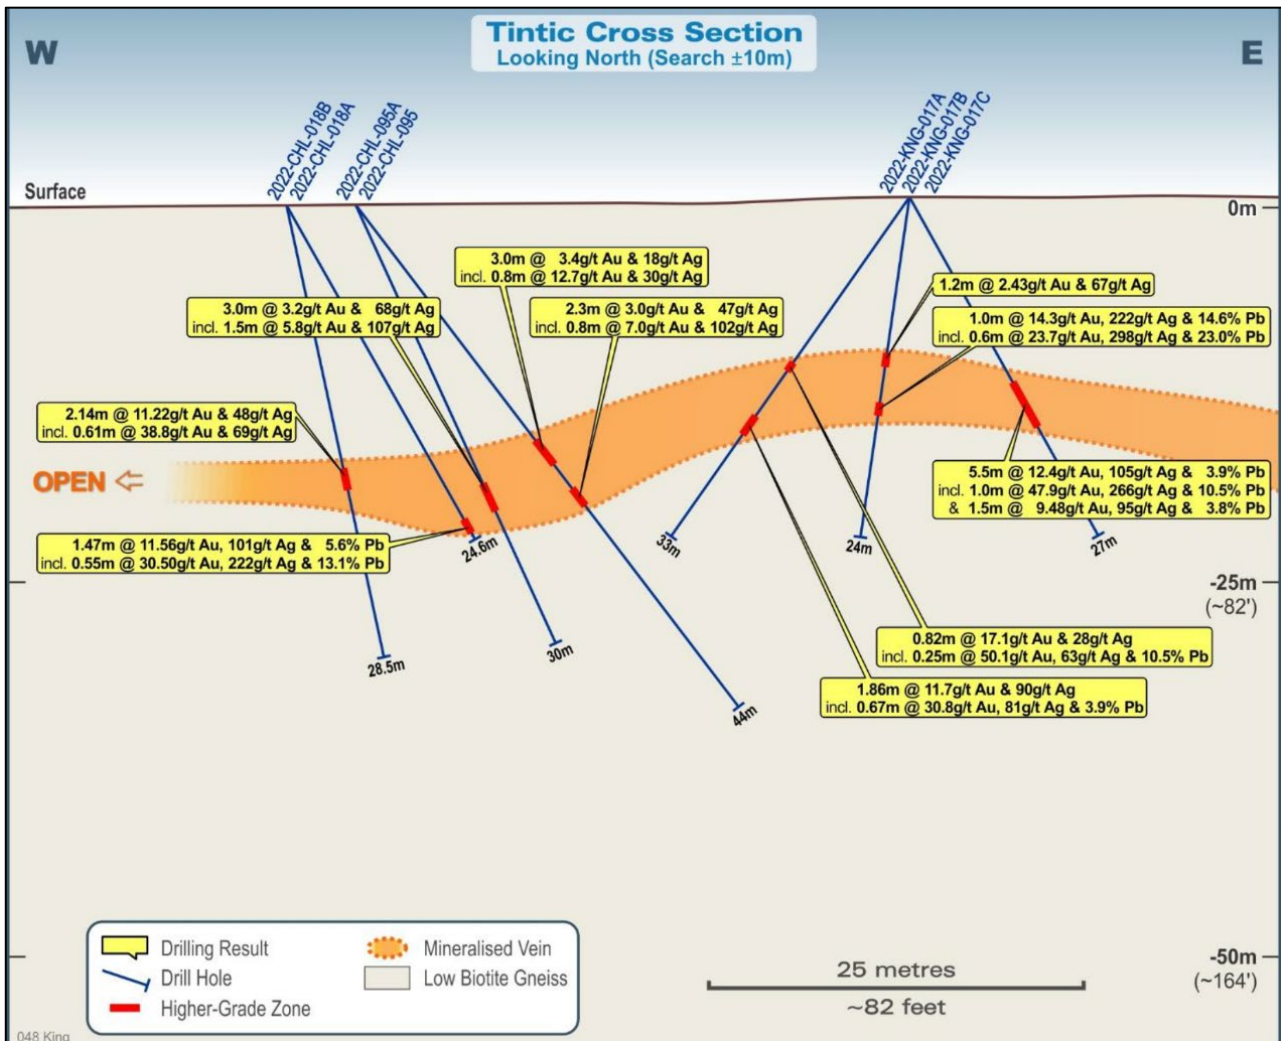 Tintic Cross Section
Looking North (Search ±10m)
W
E
2022-CHL-018B
2022-CHL-018A
2022-CHL-095A
2022-CHL-095
2022-KNG-017A
2022-KNG-017B
2022-KNG-017C
Surface
0m
3.0m @ 3.4g/t Au & 18g/t Ag
incl. 0.8m @ 12.7g/t Au & 30g/t Ag
1.2m @ 2.43g/t Au & 67g/t Ag
3.0m @ 3.2g/t Au & 68g/t Ag
incl. 1.5m @ 5.8g/t Au & 107g/t Ag
2.3m @ 3.0g/t Au & 47g/t Ag
incl. 0.8m @ 7.0g/t Au & 102g/t Ag
1.0m @ 14.3g/t Au, 222g/t Ag & 14.6% Pb
incl. 0.6m @ 23.7g/t Au, 298g/t Ag & 23.0% Pb
2.14m @ 11.22g/t Au & 48g/t Ag
incl. 0.61m @ 38.8g/t Au & 69g/t Ag
OPEN
5.5m @ 12.4g/t Au, 105g/t Ag & 3.9% Pb
incl. 1.0m @ 47.9g/t Au, 266g/t Ag & 10.5% Pb
& 1.5m @ 9.48g/t Au, 95g/t Ag & 3.8% Pb
1.47m @ 11.56g/t Au, 101g/t Ag & 5.6% Pb
incl. 0.55m @ 30.50g/t Au, 222g/t Ag & 13.1% Pb
24.6m
33m
24m
27m
-25m
(~82')
0.82m @ 17.1g/t Au & 28g/t Ag
incl. 0.25m @ 50.1g/t Au, 63g/t Ag & 10.5% Pb
28.5m
30m
44m
1.86m @ 11.7g/t Au & 90g/t Ag
incl. 0.67m @ 30.8g/t Au, 81g/t Ag & 3.9% Pb
Drilling Result
Drill Hole
Higher-Grade Zone
Mineralised Vein
Low Biotite Gneiss
25 metres
~82 feet
-50m
(~164')
048 King